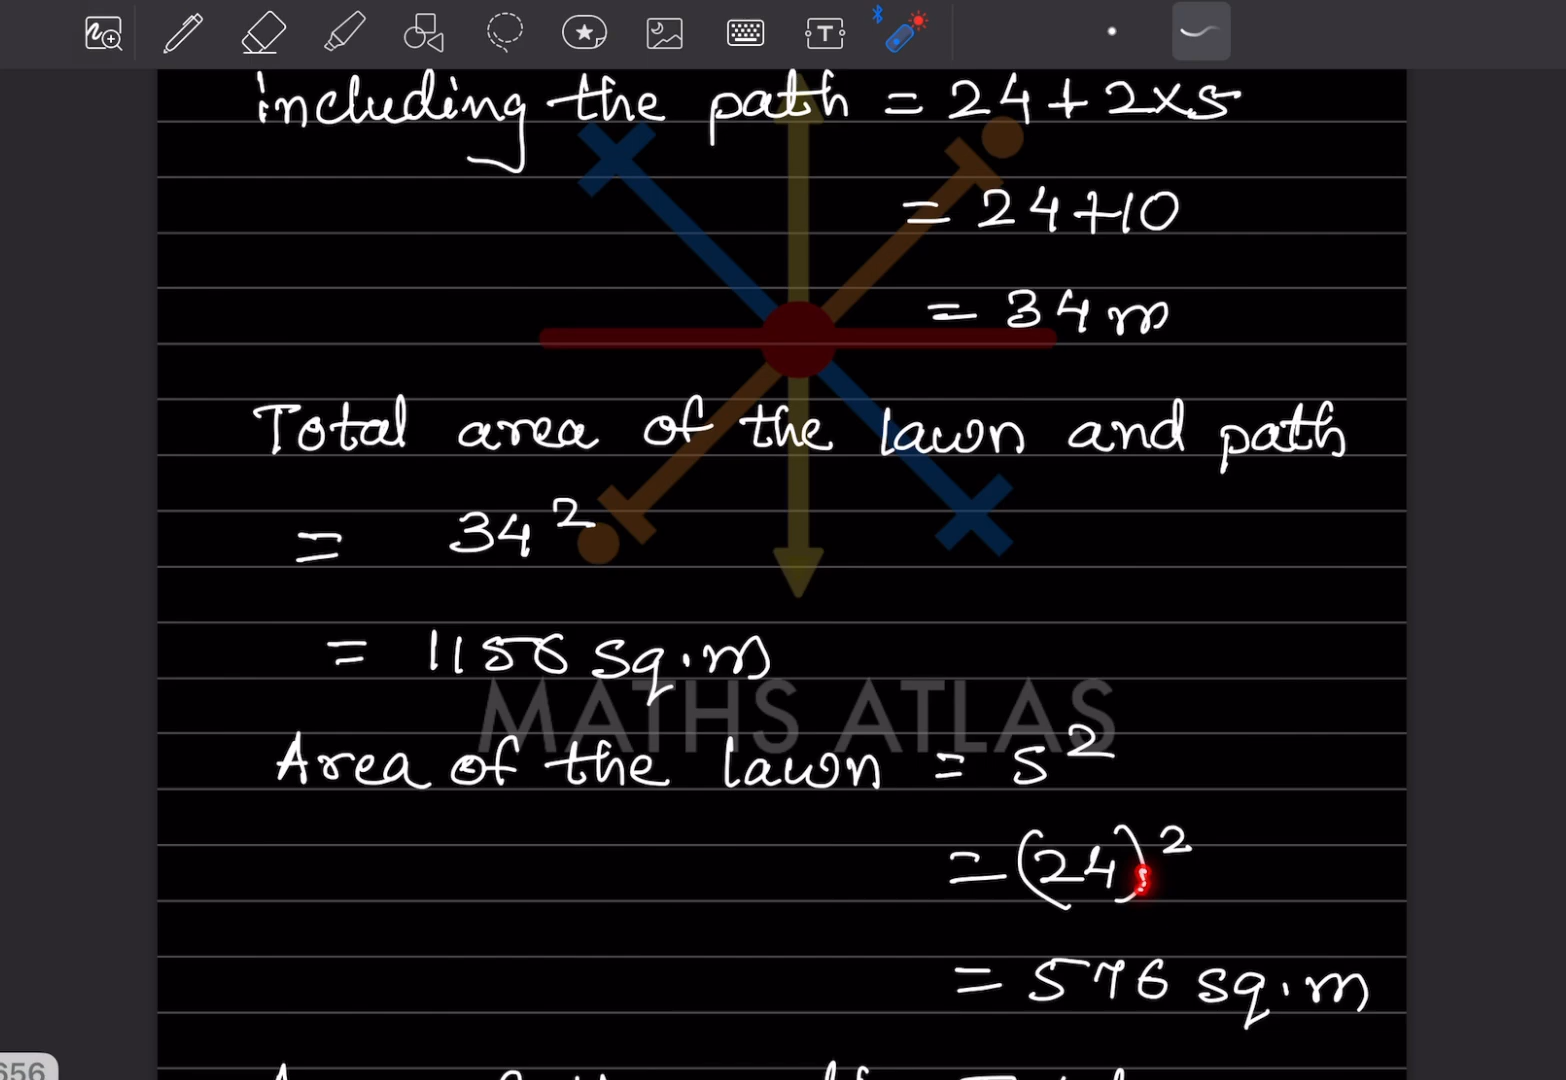 including the path = 24 + 2×5
= 24+10
= 34 m
Total area of the lawn and path
= 34²
= 1156 sq.m
MATHS ATLAS
Area of the lawn = s²
= (24)²
= 576 sq.m
656